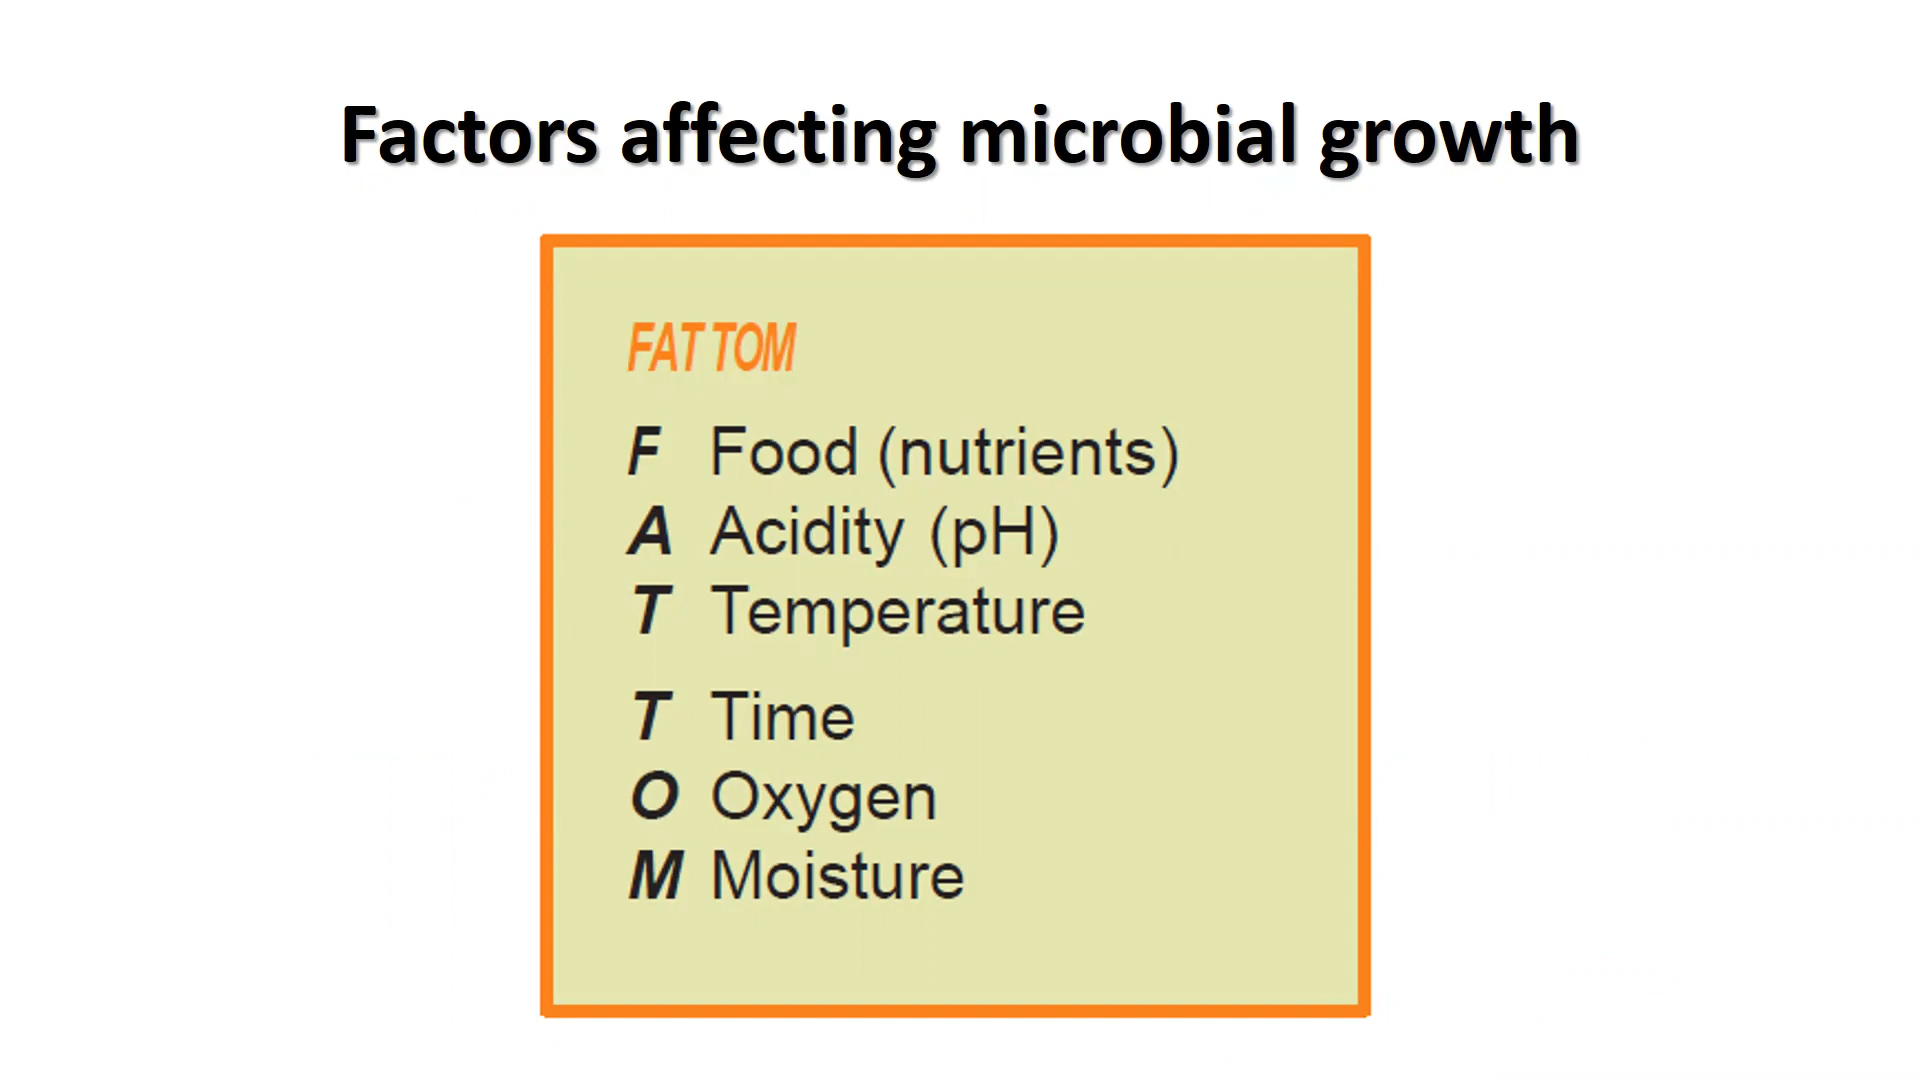 Factors affecting microbial growth
FAT TOM
F Food (nutrients)
A Acidity (pH)
T Temperature
T Time
O Oxygen
M Moisture